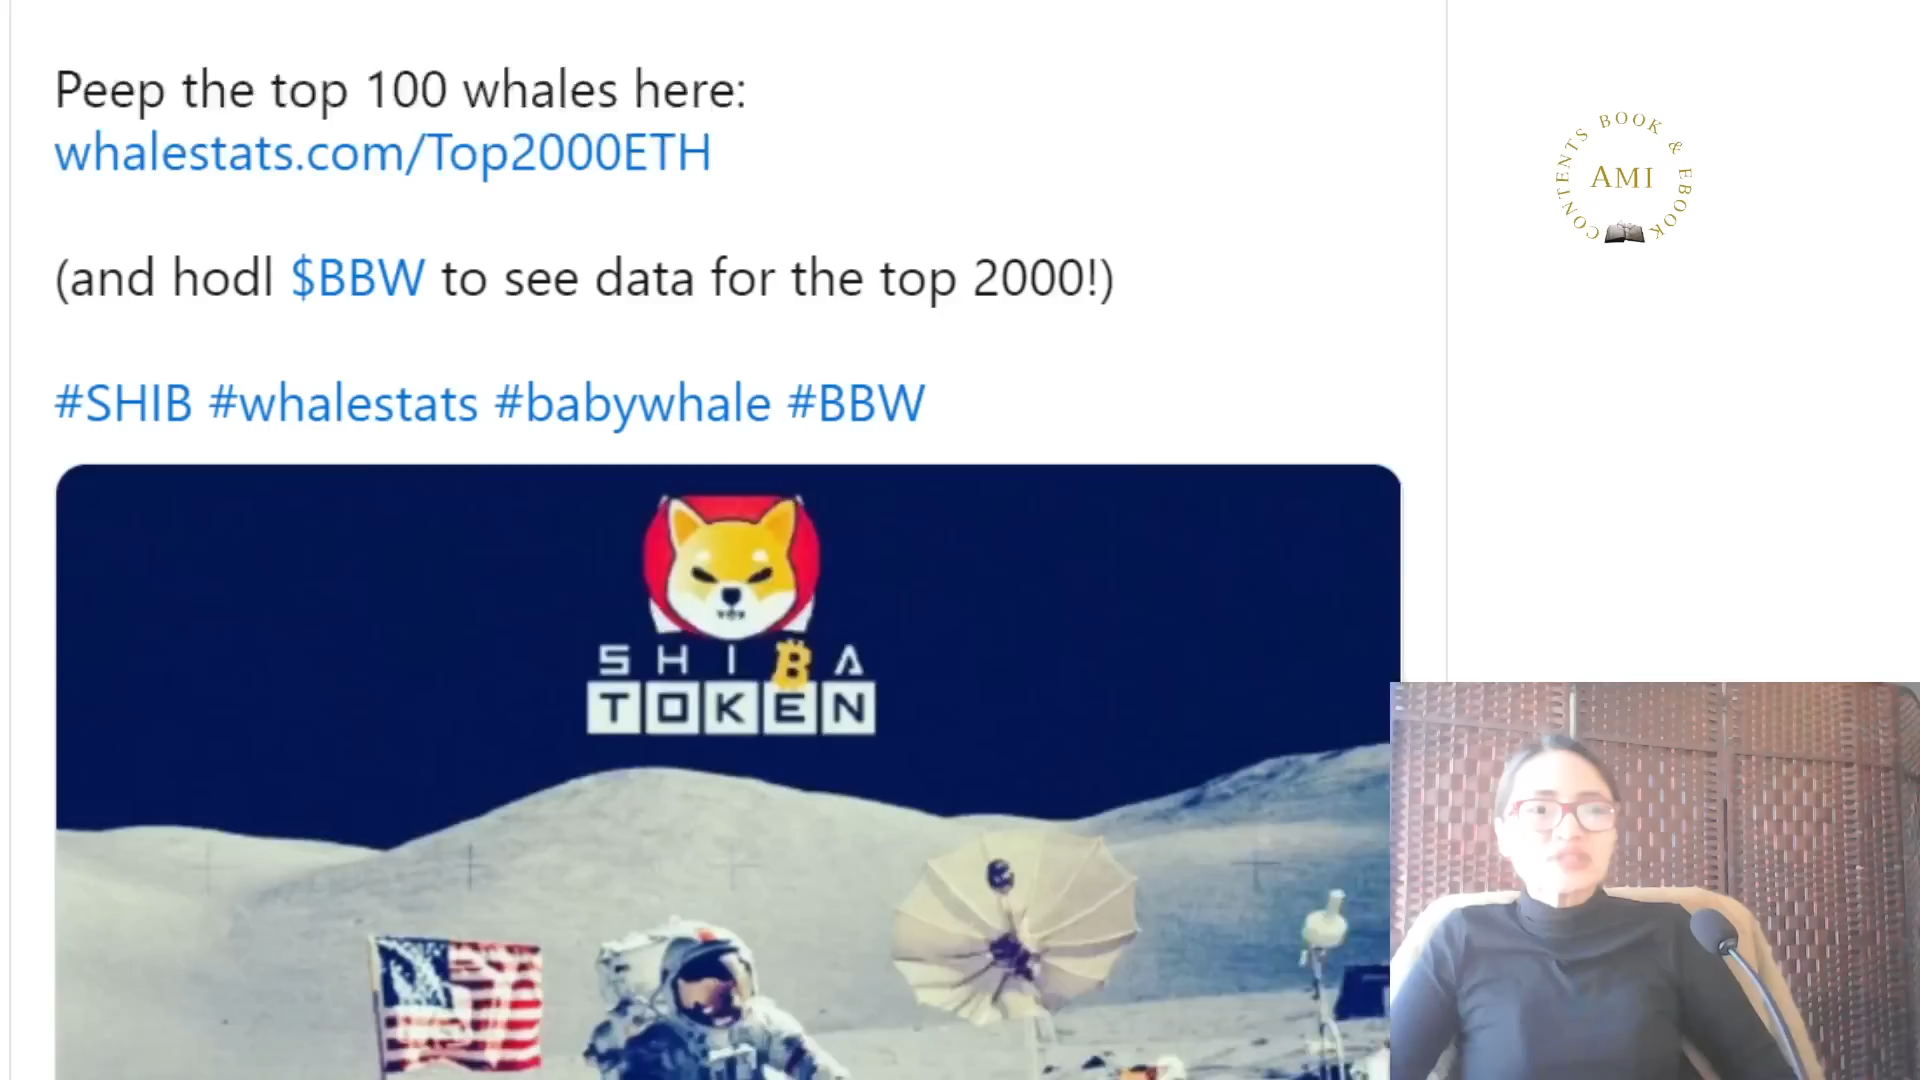 Peep the top 100 whales here:
whalestats.com/Top2000ETH
(and hodl $BBW to see data for the top 2000!)
#SHIB #whalestats #babywhale #BBW
SHIBA
TOKEN
CONTENTS BOOK & EBOOK
AMI